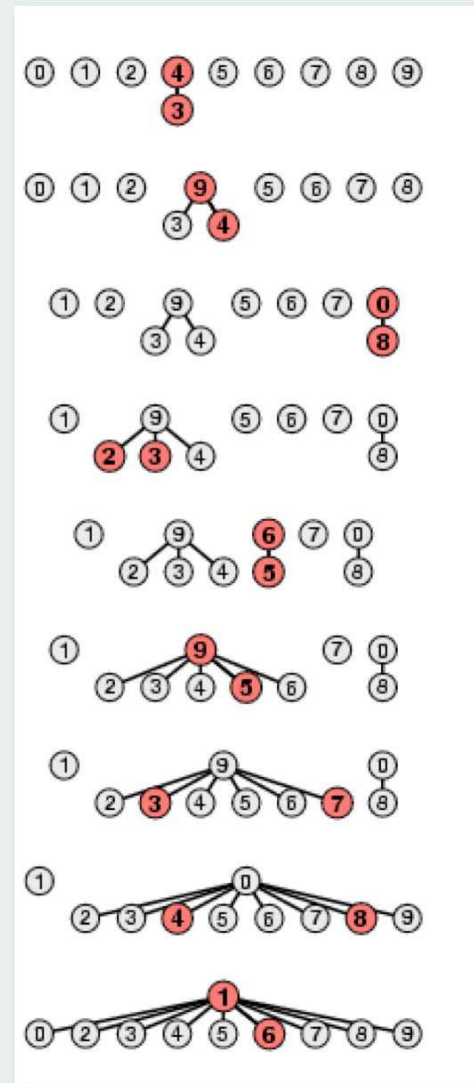 0 1 2 4 5 6 7 8 9
3
0 1 2 9 5 6 7 8
3 4
1 2 9 5 6 7 0
3 4 8
1 9 5 6 7 0
2 3 4 8
1 9 6 7 0
2 3 4 5 8
1 9 7 0
2 3 4 5 6 8
1 9 0
2 3 4 5 6 7 8
1 0
2 3 4 5 6 7 8 9
1
0 2 3 4 5 6 7 8 9